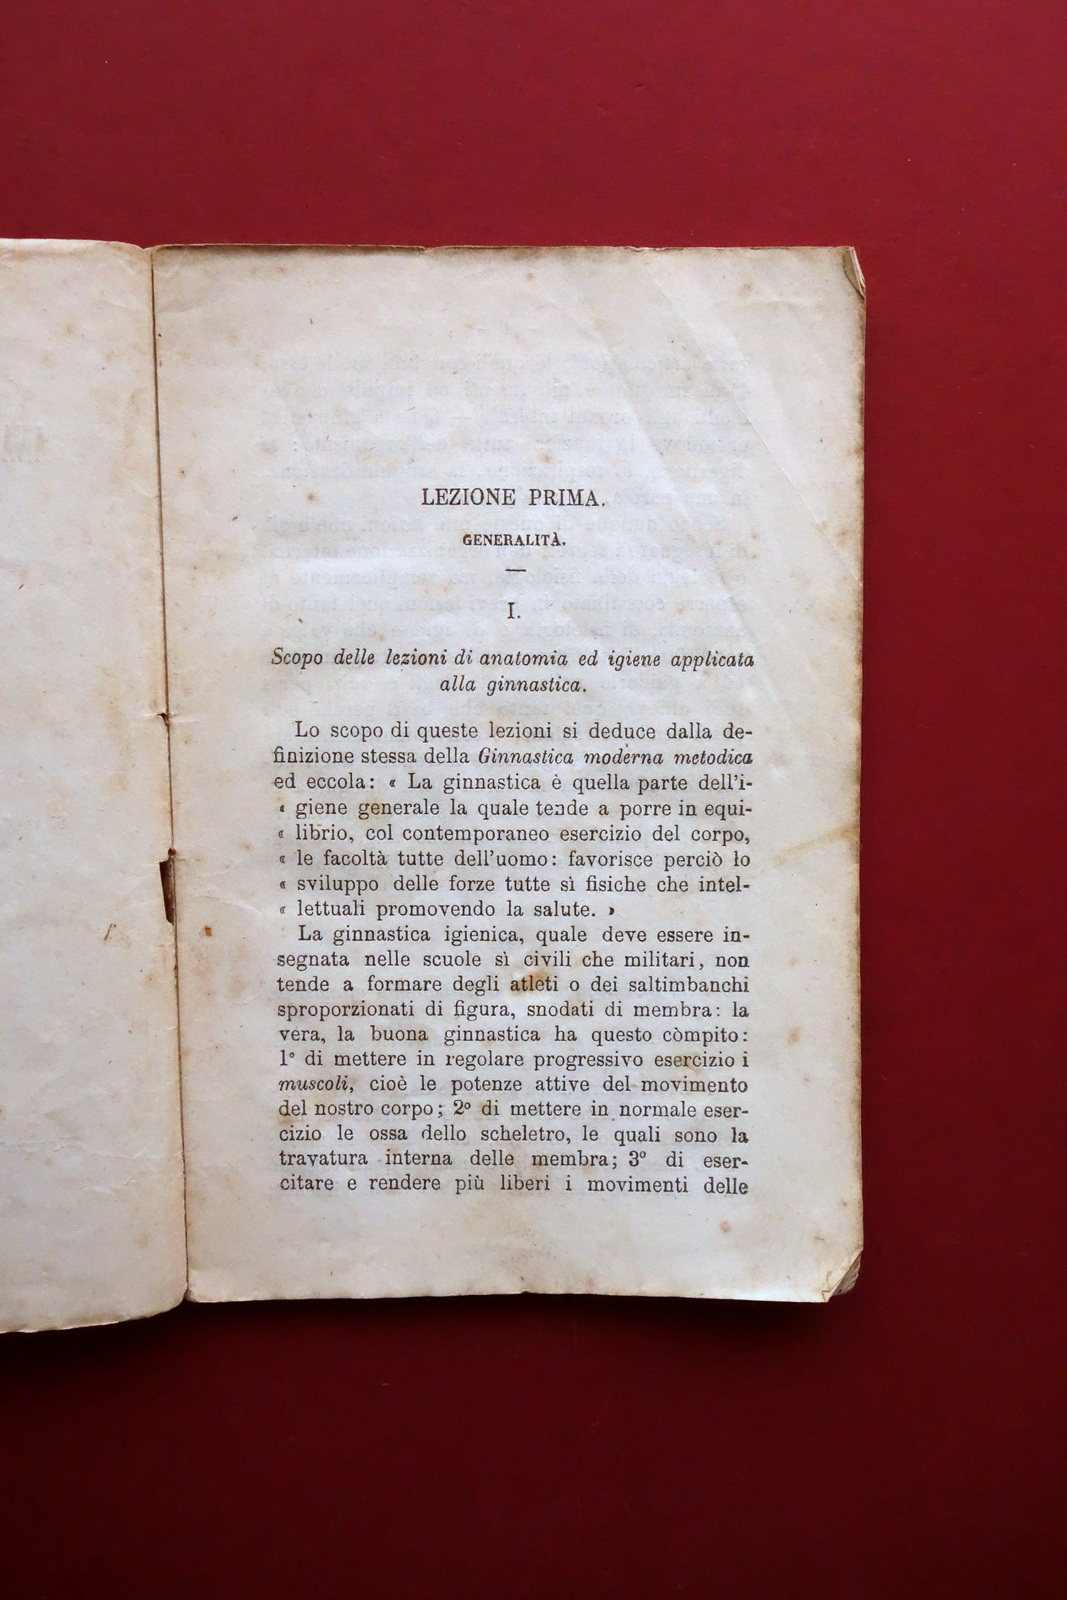 LEZIONE PRIMA.
GENERALITÀ.
I.
Scopo delle lezioni di anatomia ed igiene applicata
alla ginnastica.
Lo scopo di queste lezioni si deduce dalla de-
finizione stessa della Ginnastica moderna metodica
ed eccola: « La ginnastica è quella parte dell'i-
« giene generale la quale tende a porre in equi-
« librio, col contemporaneo esercizio del corpo,
« le facoltà tutte dell'uomo: favorisce perciò lo
« sviluppo delle forze tutte sì fisiche che intel-
« lettuali promovendo la salute. »
La ginnastica igienica, quale deve essere in-
segnata nelle scuole sì civili che militari, non
tende a formare degli atleti o dei saltimbanchi
sproporzionati di figura, snodati di membra: la
vera, la buona ginnastica ha questo còmpito:
1° di mettere in regolare progressivo esercizio i
muscoli, cioè le potenze attive del movimento
del nostro corpo; 2° di mettere in normale eser-
cizio le ossa dello scheletro, le quali sono la
travatura interna delle membra; 3° di eser-
citare e rendere più liberi i movimenti delle